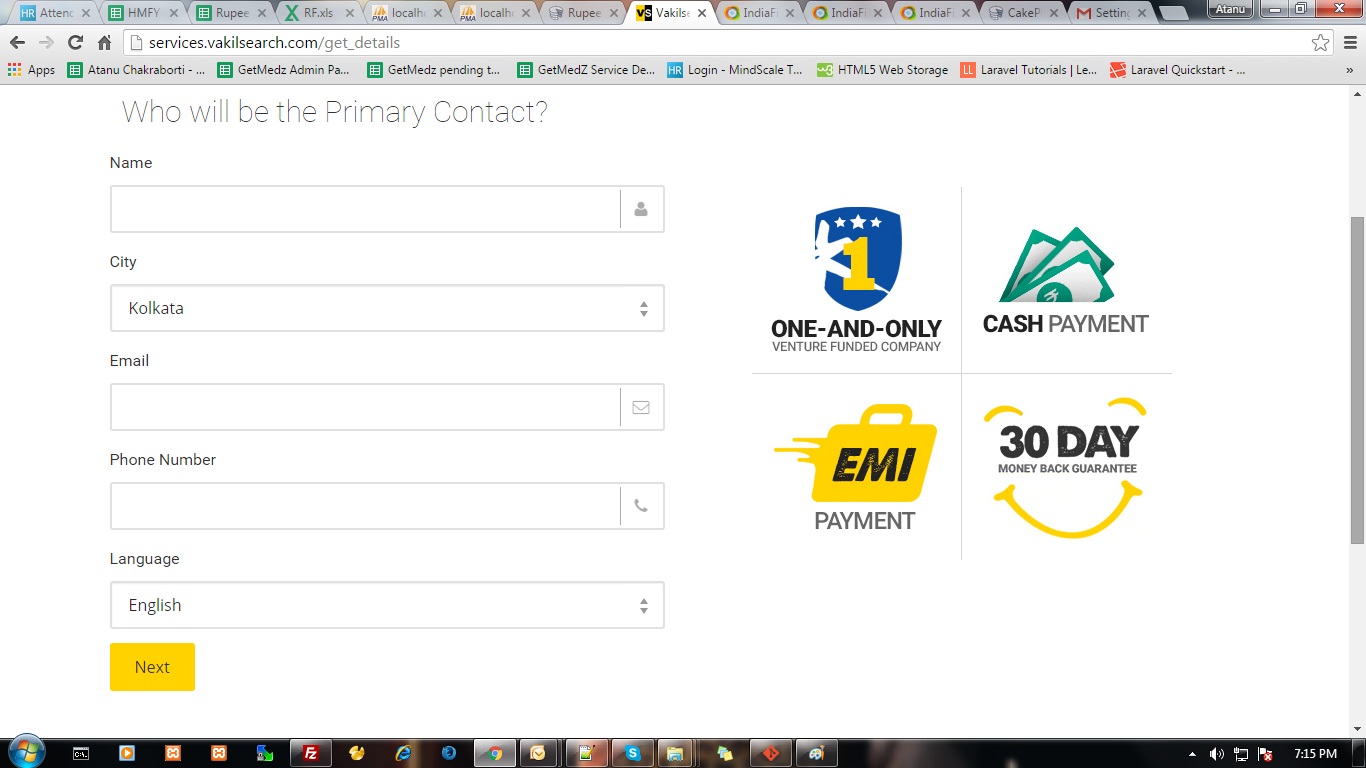 HR Attenc
HMFY
Rupee
RF.xls
localho
localho
Rupee
VS Vakilse
IndiaFi
IndiaFi
IndiaFi
CakeP
Setting
Atanu
services.vakilsearch.com/get_details
Apps
Atanu Chakraborti - ...
GetMedz Admin Pa...
GetMedz pending t...
GetMedZ Service De...
HR Login - MindScale T...
HTML5 Web Storage
LL Laravel Tutorials | Le...
Laravel Quickstart - ...
»
Who will be the Primary Contact?
Name
City
Kolkata
Email
Phone Number
Language
English
Next
1
ONE-AND-ONLY
VENTURE FUNDED COMPANY
CASH PAYMENT
EMI
PAYMENT
30 DAY
MONEY BACK GUARANTEE
7:15 PM